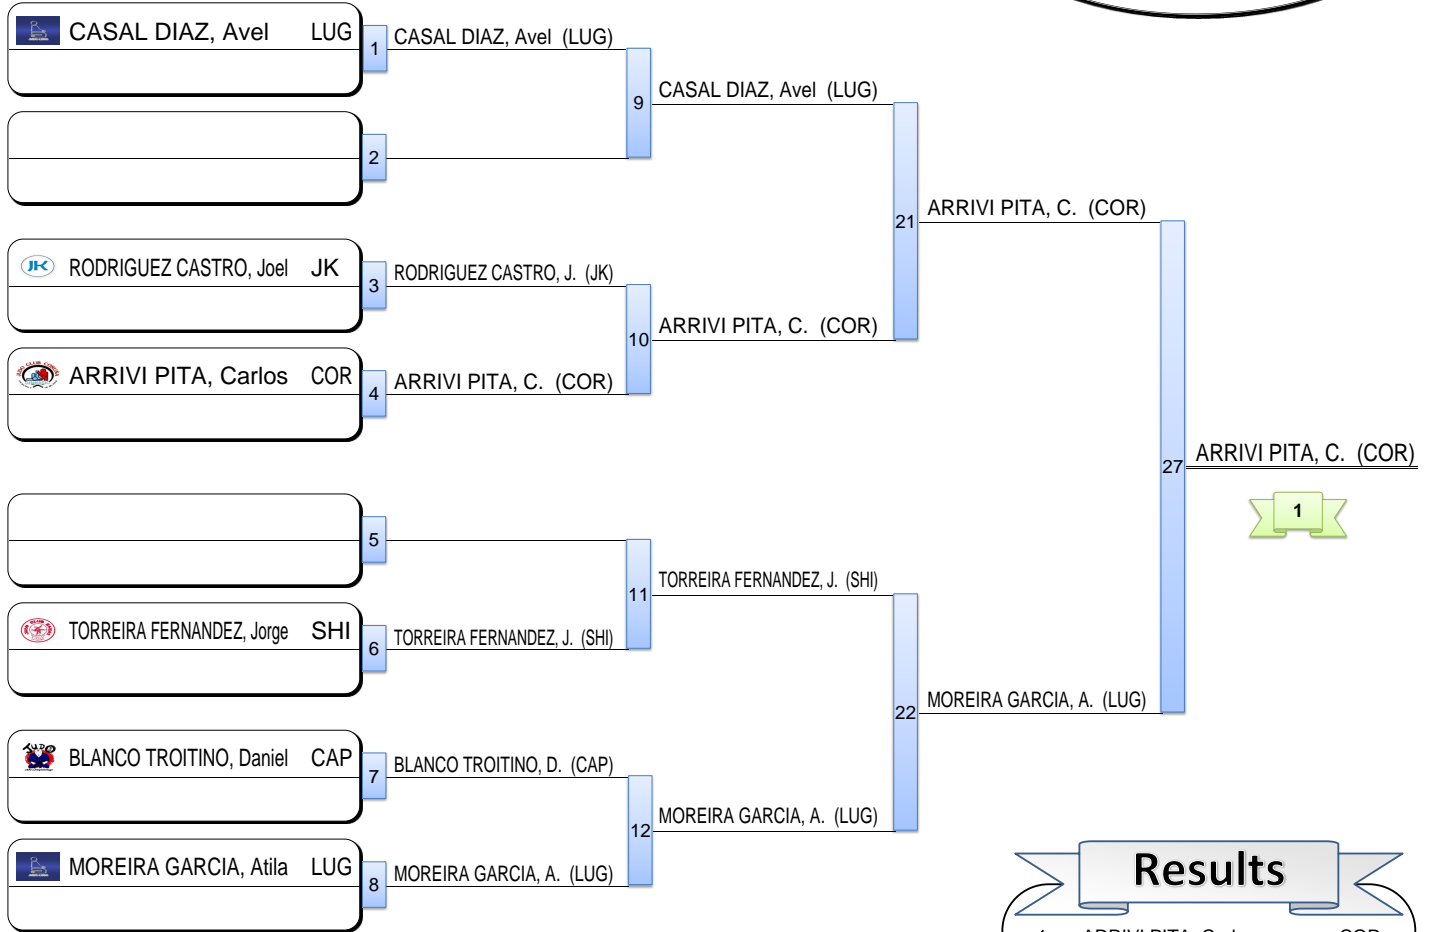 CASAL DIAZ, Avel LUG
1
CASAL DIAZ, Avel (LUG)
9
CASAL DIAZ, Avel (LUG)
2
21
ARRIVI PITA, C. (COR)
JK RODRIGUEZ CASTRO, Joel JK
3
RODRIGUEZ CASTRO, J. (JK)
10
ARRIVI PITA, C. (COR)
ARRIVI PITA, Carlos COR
4
ARRIVI PITA, C. (COR)
27
ARRIVI PITA, C. (COR)
1
5
11
TORREIRA FERNANDEZ, J. (SHI)
TORREIRA FERNANDEZ, Jorge SHI
6
TORREIRA FERNANDEZ, J. (SHI)
22
MOREIRA GARCIA, A. (LUG)
JUDO
BLANCO TROITINO, Daniel CAP
7
BLANCO TROITINO, D. (CAP)
12
MOREIRA GARCIA, A. (LUG)
MOREIRA GARCIA, Atila LUG
8
MOREIRA GARCIA, A. (LUG)
Results